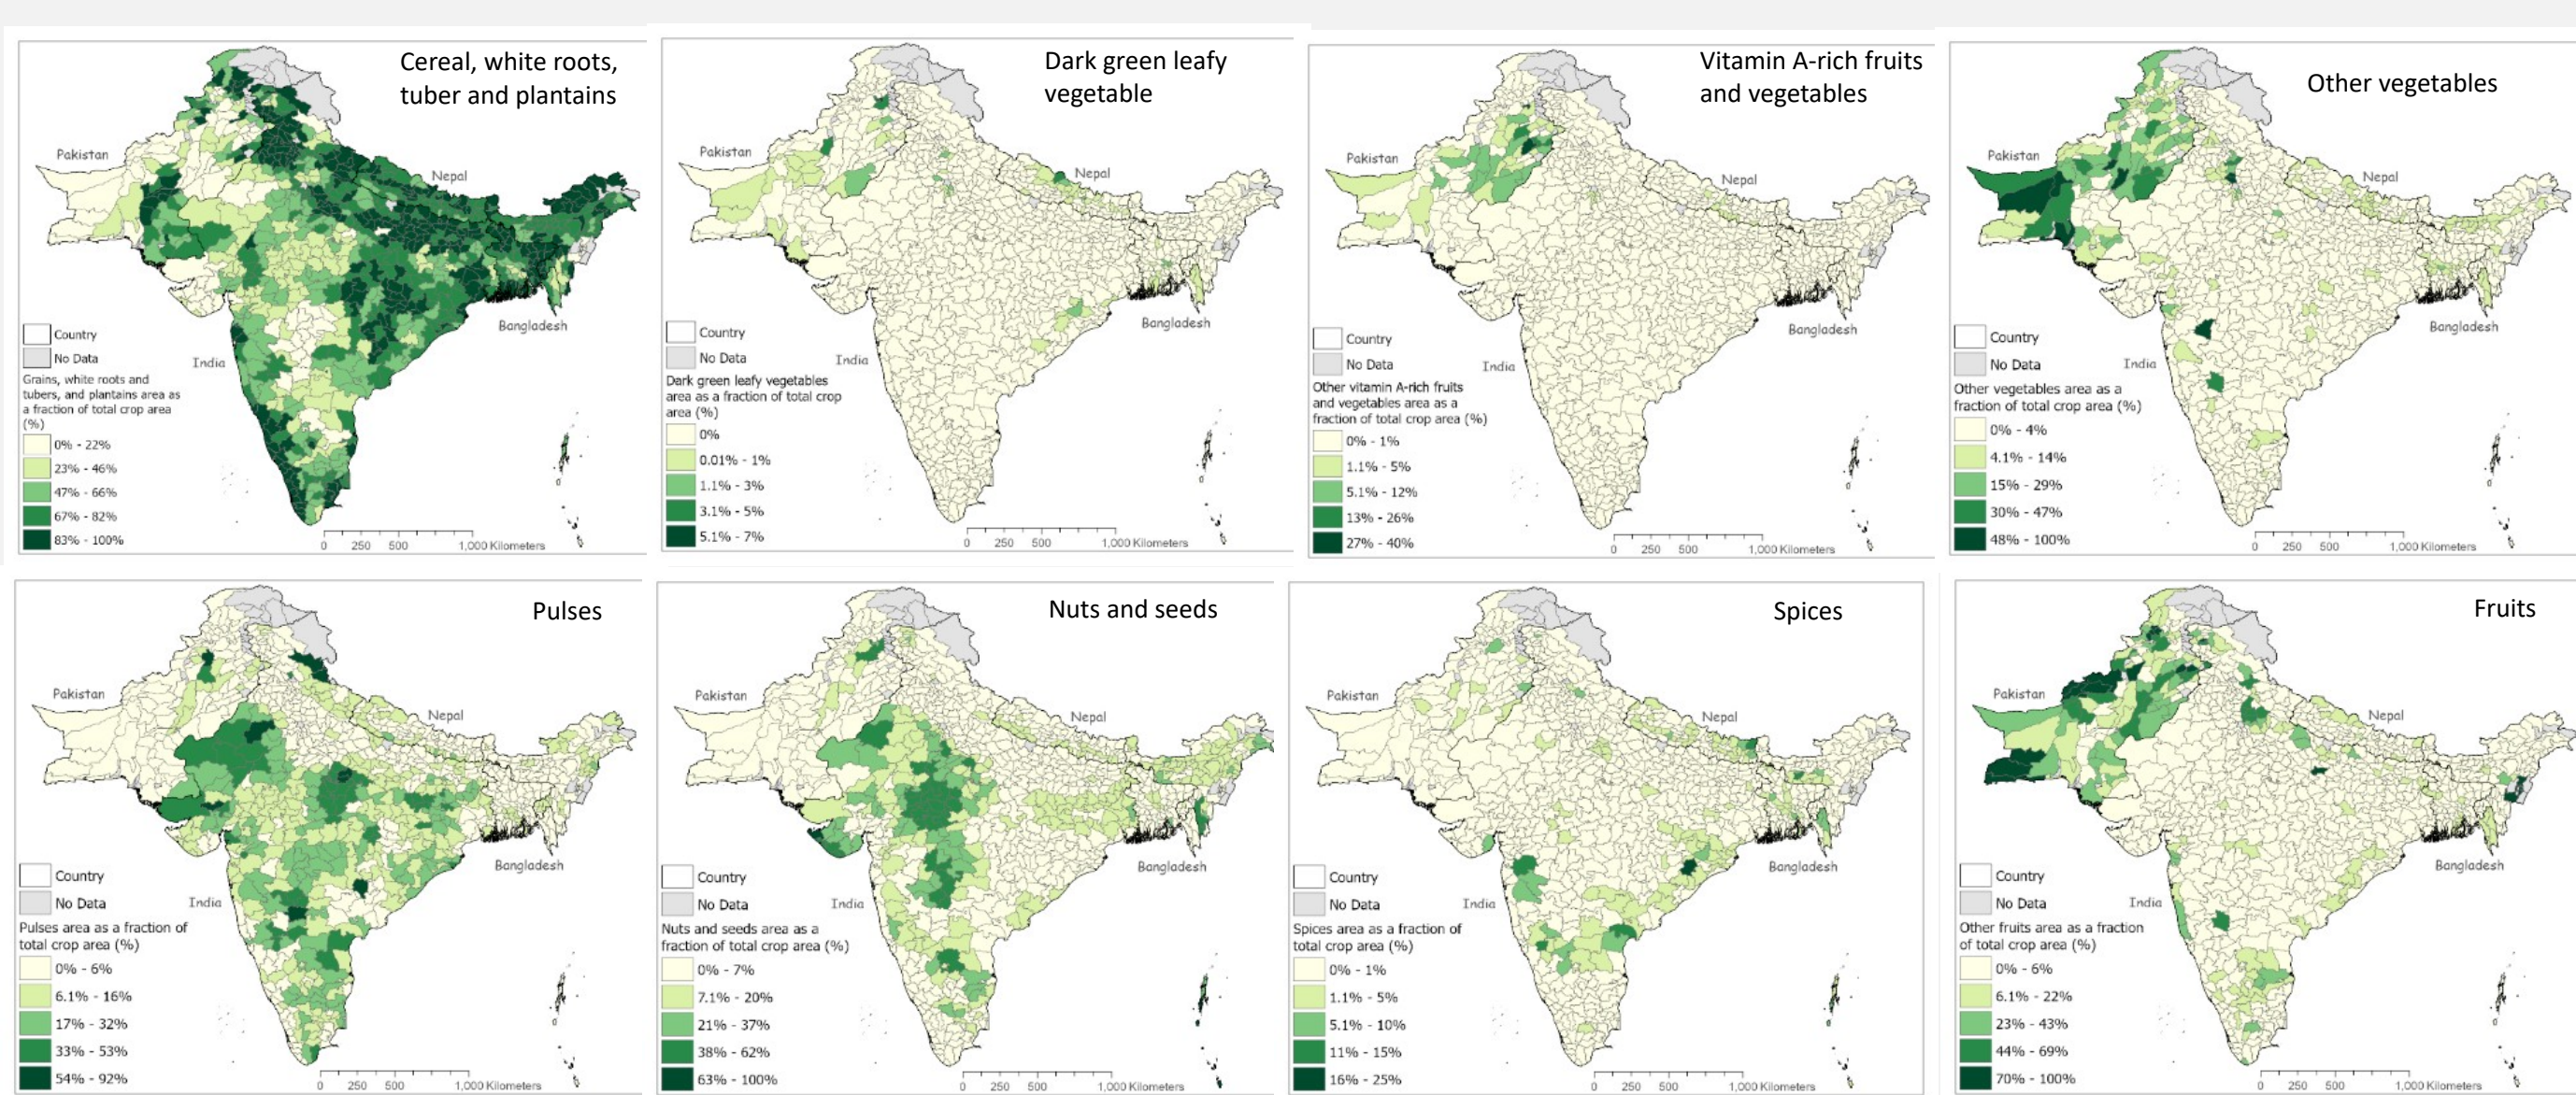 Cereal, white roots,
tuber and plantains
Pakistan
Nepal
Bangladesh
India
Country
No Data
Grains, white roots and
tubers, and plantains area as
a fraction of total crop area
(%)
0% - 22%
23% - 46%
47% - 66%
67% - 82%
83% - 100%
0 250 500 1,000 Kilometers
Dark green leafy
vegetable
Pakistan
Nepal
Bangladesh
India
Country
No Data
Dark green leafy vegetables
area as a fraction of total crop
area (%)
0%
0.01% - 1%
1.1% - 3%
3.1% - 5%
5.1% - 7%
0 250 500 1,000 Kilometers
Vitamin A-rich fruits
and vegetables
Pakistan
Nepal
Bangladesh
India
Country
No Data
Other vitamin A-rich fruits
and vegetables area as a
fraction of total crop area (%)
0% - 1%
1.1% - 5%
5.1% - 12%
13% - 26%
27% - 40%
0 250 500 1,000 Kilometers
Other vegetables
Pakistan
Nepal
Bangladesh
India
Country
No Data
Other vegetables area as a
fraction of total crop area (%)
0% - 4%
4.1% - 14%
15% - 29%
30% - 47%
48% - 100%
0 250 500 1,000 Kilometers
Pulses
Pakistan
Nepal
Bangladesh
India
Country
No Data
Pulses area as a fraction of
total crop area (%)
0% - 6%
6.1% - 16%
17% - 32%
33% - 53%
54% - 92%
0 250 500 1,000 Kilometers
Nuts and seeds
Pakistan
Nepal
Bangladesh
India
Country
No Data
Nuts and seeds area as a
fraction of total crop area (%)
0% - 7%
7.1% - 20%
21% - 37%
38% - 62%
63% - 100%
0 250 500 1,000 Kilometers
Spices
Pakistan
Nepal
Bangladesh
India
Country
No Data
Spices area as a fraction of
total crop area (%)
0% - 1%
1.1% - 5%
5.1% - 10%
11% - 15%
16% - 25%
0 250 500 1,000 Kilometers
Fruits
Pakistan
Nepal
Bangladesh
India
Country
No Data
Other fruits area as a fraction
of total crop area (%)
0% - 6%
6.1% - 22%
23% - 43%
44% - 69%
70% - 100%
0 250 500 1,000 Kilometers